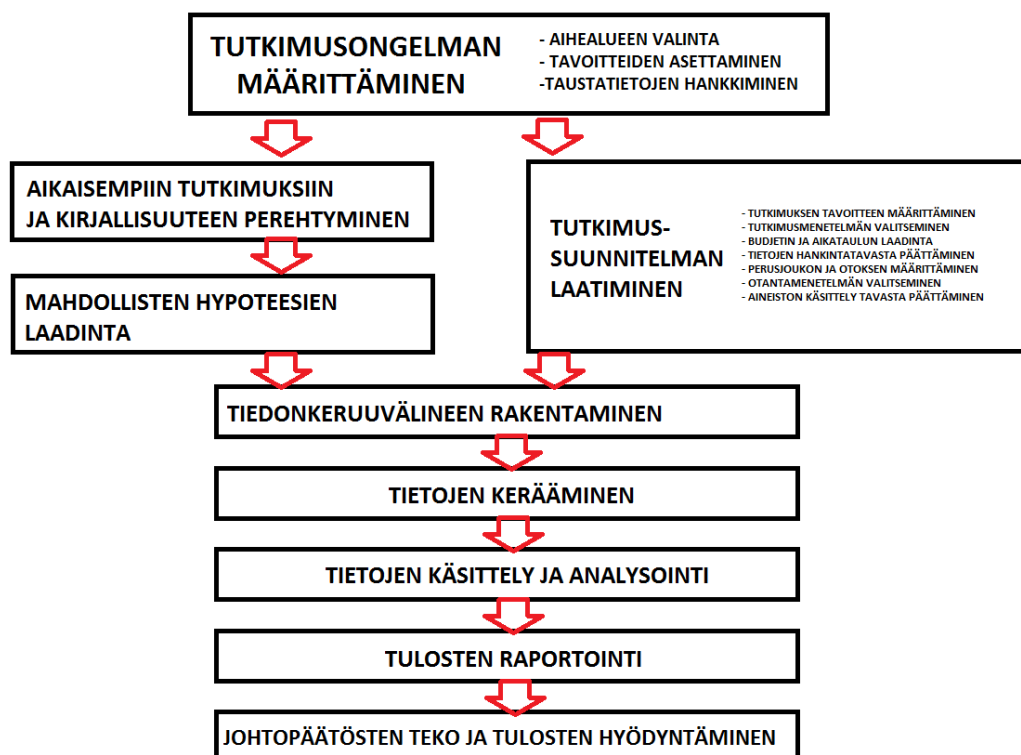 TUTKIMUSONGELMAN
MÄÄRITTÄMINEN
- AIHEALUEEN VALINTA
- TAVOITTEIDEN ASETTAMINEN
-TAUSTATIETOJEN HANKKIMINEN
AIKAISEMPIIN TUTKIMUKSIIN
JA KIRJALLISUUTEEN PEREHTYMINEN
MAHDOLLISTEN HYPOTEESIEN
LAADINTA
TUTKIMUS-
SUUNNITELMAN
LAATIMINEN
- TUTKIMUKSEN TAVOITTEEN MÄÄRITTÄMINEN
- TUTKIMUSMENETELMÄN VALITSEMINEN
- BUDJETIN JA AIKATAULUN LAADINTA
- TIETOJEN HANKINTATAVASTA PÄÄTTÄMINEN
- PERUSJOUKON JA OTOKSEN MÄÄRITTÄMINEN
- OTANTAMENETELMÄN VALITSEMINEN
- AINEISTON KÄSITTELY TAVASTA PÄÄTTÄMINEN
TIEDONKERUUVÄLINEEN RAKENTAMINEN
TIETOJEN KERÄÄMINEN
TIETOJEN KÄSITTELY JA ANALYSOINTI
TULOSTEN RAPORTOINTI
JOHTOPÄÄTÖSTEN TEKO JA TULOSTEN HYÖDYNTÄMINEN